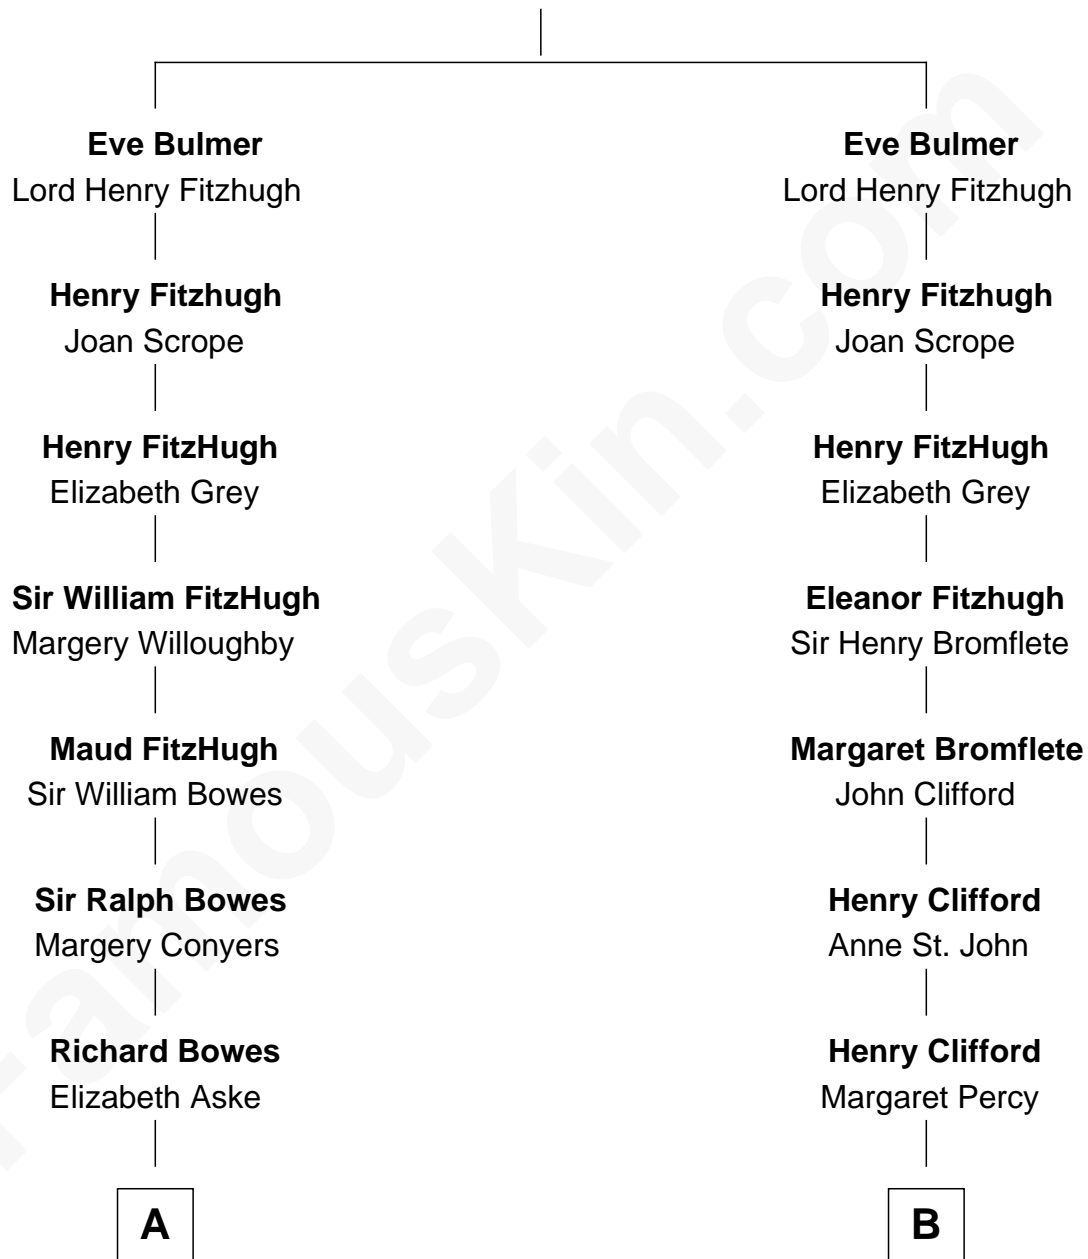 Eve Bulmer
Lord Henry Fitzhugh
Henry Fitzhugh
Joan Scrope
Henry FitzHugh
Elizabeth Grey
Sir William FitzHugh
Margery Willoughby
Maud FitzHugh
Sir William Bowes
Sir Ralph Bowes
Margery Conyers
Richard Bowes
Elizabeth Aske
A
Eve Bulmer
Lord Henry Fitzhugh
Henry Fitzhugh
Joan Scrope
Henry FitzHugh
Elizabeth Grey
Eleanor Fitzhugh
Sir Henry Bromflete
Margaret Bromflete
John Clifford
Henry Clifford
Anne St. John
Henry Clifford
Margaret Percy
B
FamousKin.com